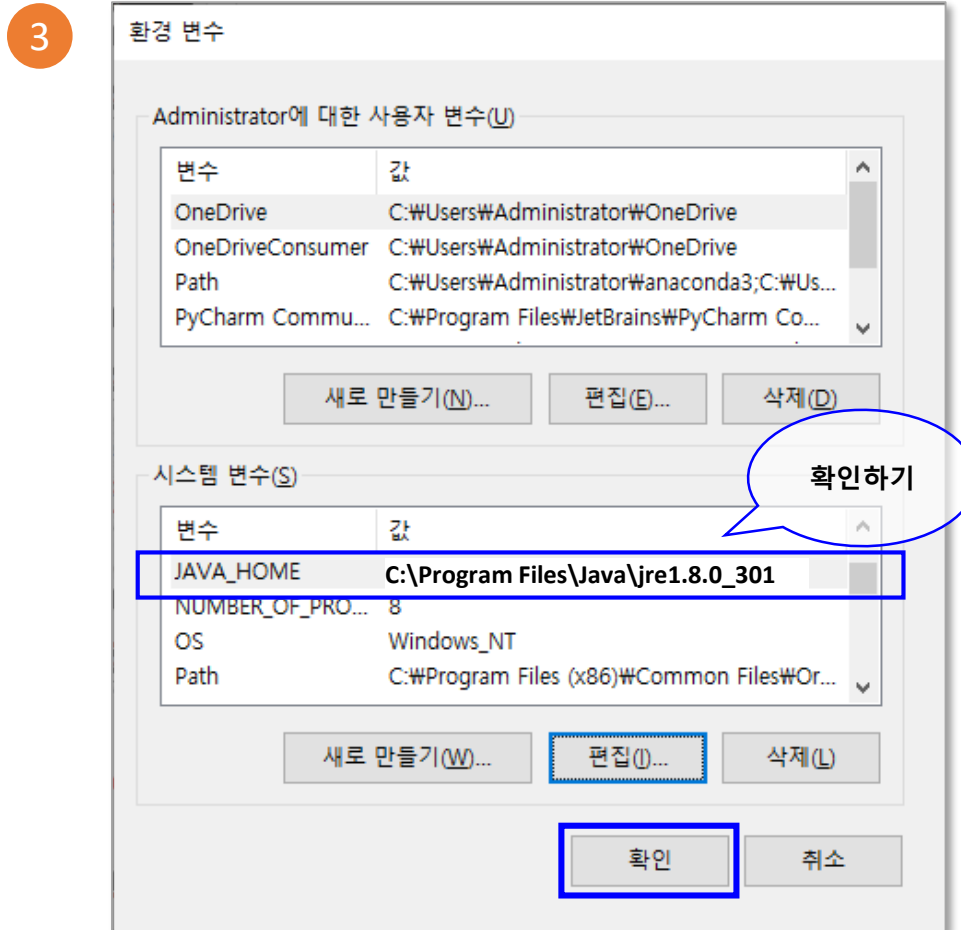 3
환경 변수
Administrator에 대한 사용자 변수(U)
변수 값
OneDrive C:₩Users₩Administrator₩OneDrive
OneDriveConsumer C:₩Users₩Administrator₩OneDrive
Path C:₩Users₩Administrator₩anaconda3;C:₩Us...
PyCharm Commu... C:₩Program Files₩JetBrains₩PyCharm Co...
새로 만들기(N)... 편집(E)... 삭제(D)
시스템 변수(S)
확인하기
변수 값
JAVA_HOME C:\Program Files\Java\jre1.8.0_301
NUMBER_OF_PRO... 8
OS Windows_NT
Path C:₩Program Files (x86)₩Common Files₩Or...
새로 만들기(W)... 편집(I)... 삭제(L)
확인 취소